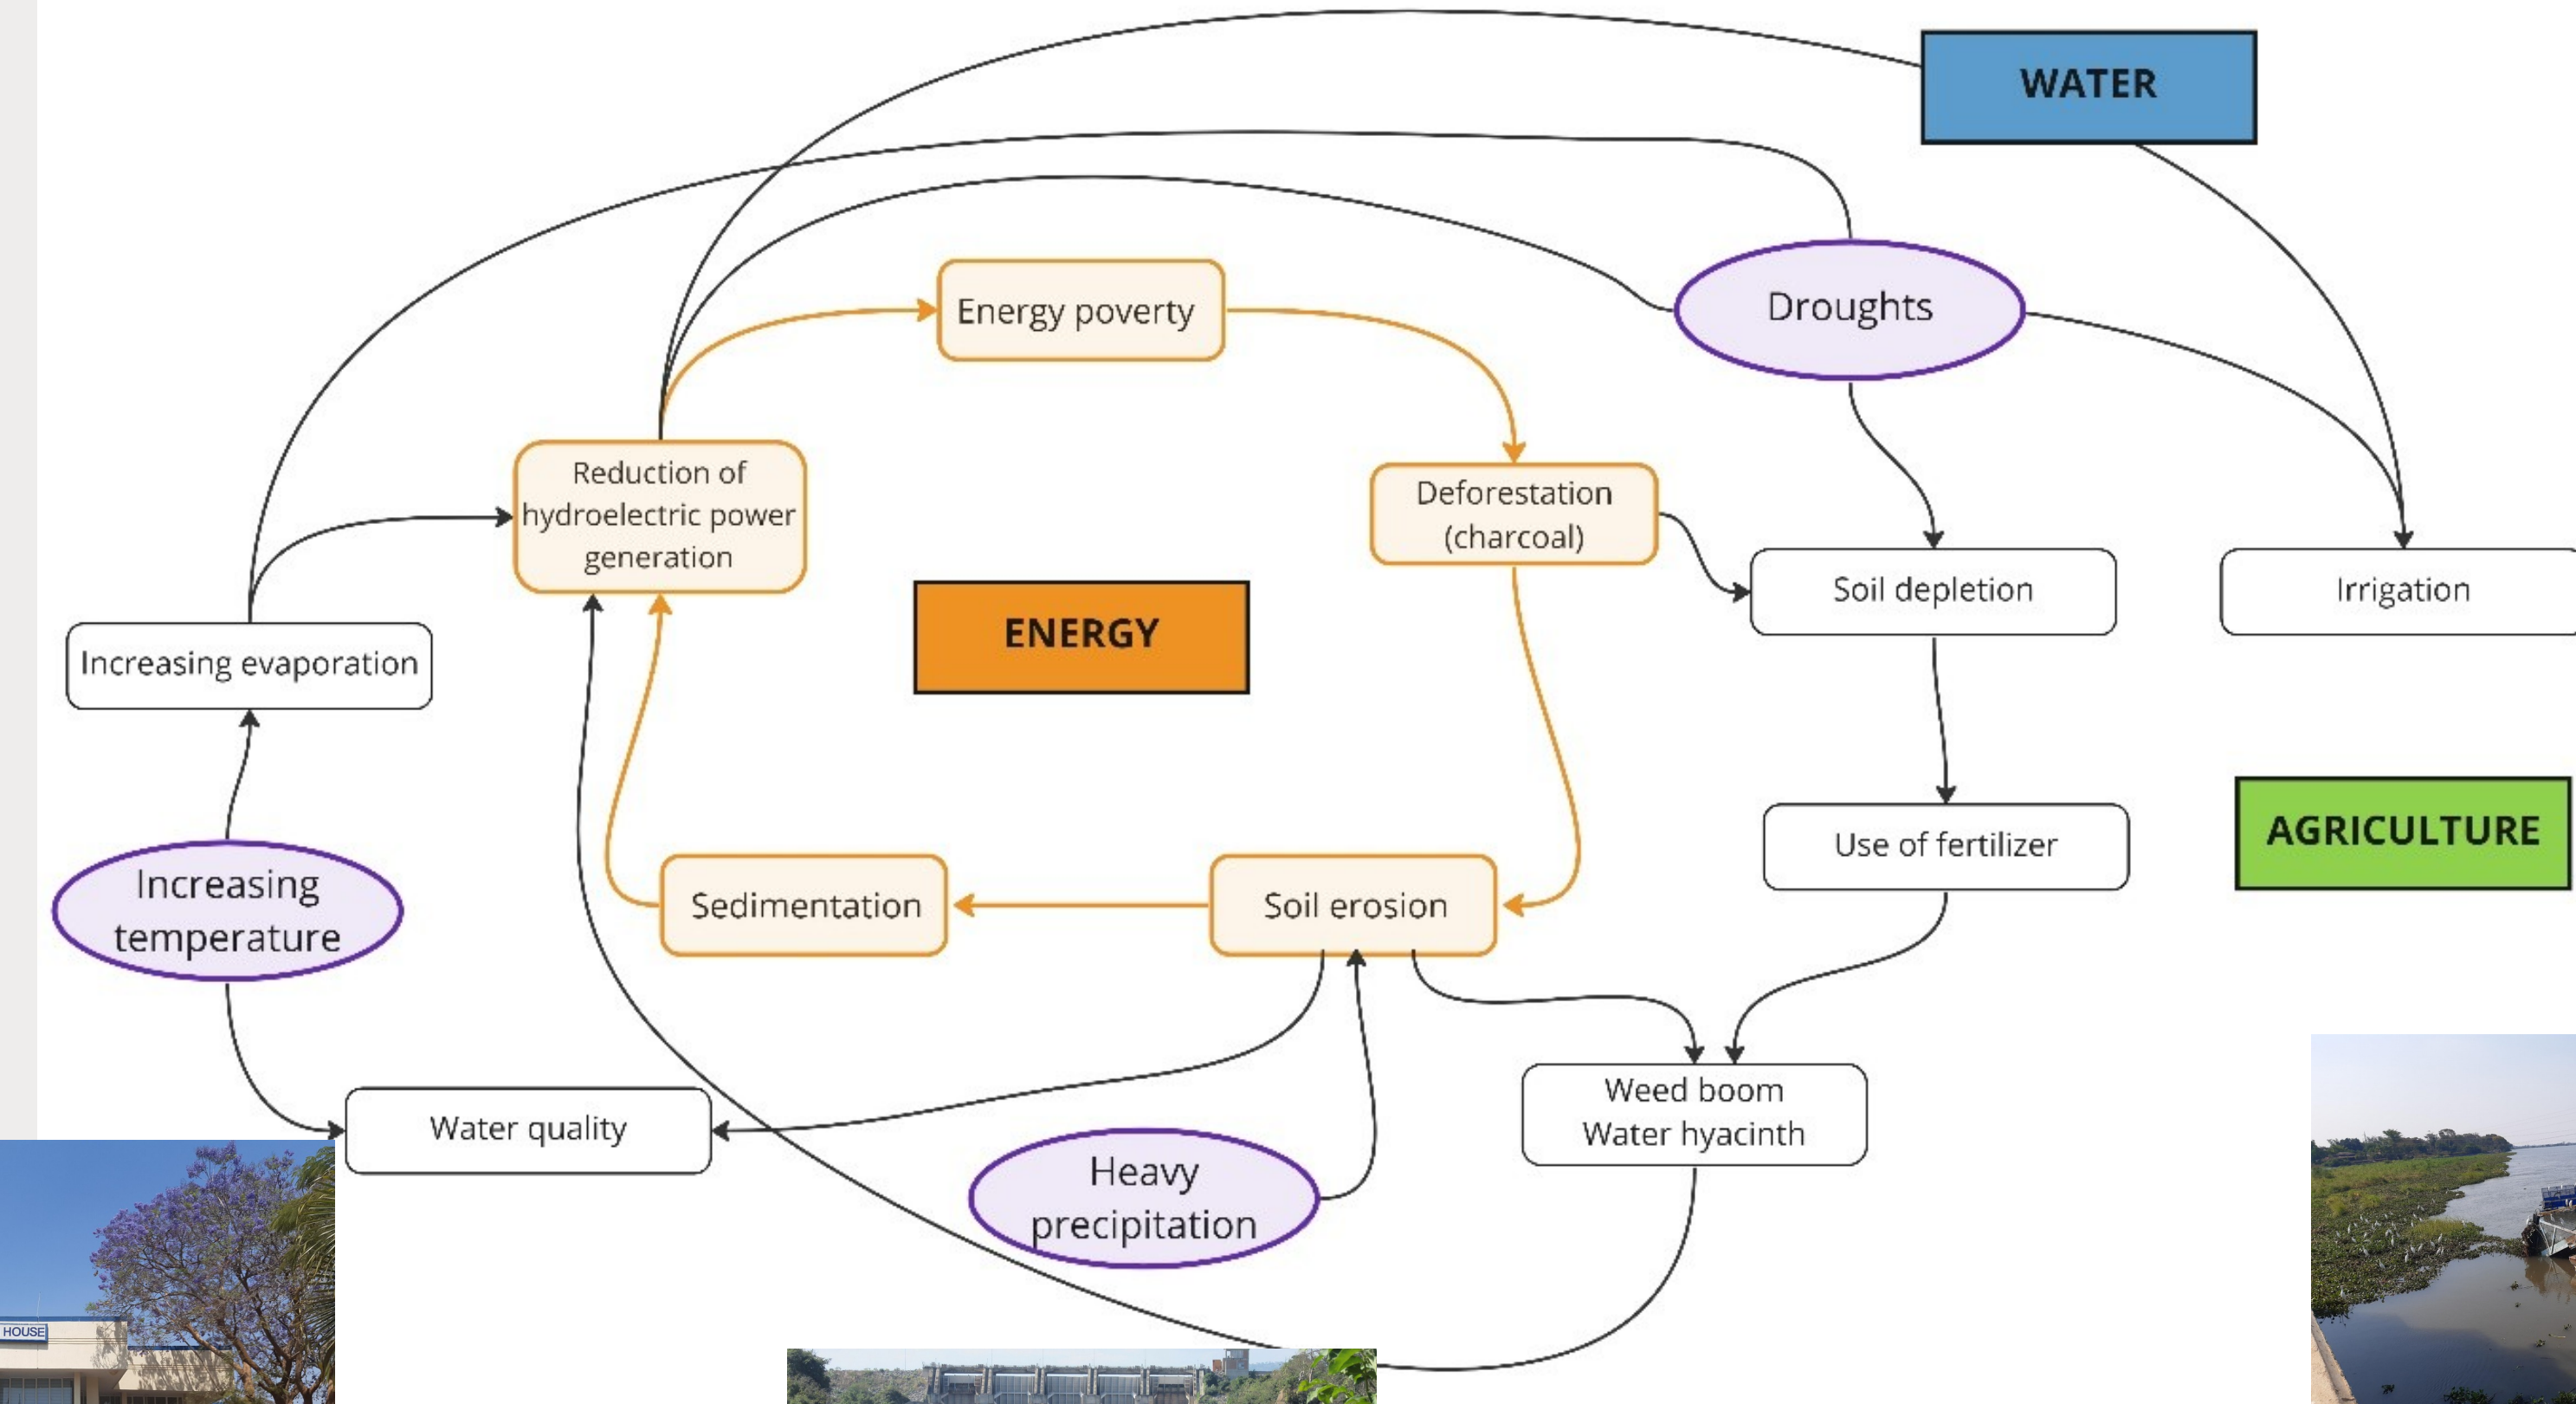 WATER
Droughts
Energy poverty
Reduction of
hydroelectric power
generation
Deforestation
(charcoal)
Soil depletion
Irrigation
ENERGY
Increasing evaporation
AGRICULTURE
Use of fertilizer
Increasing
temperature
Sedimentation
Soil erosion
Water quality
Weed boom
Water hyacinth
Heavy
precipitation
HOUSE